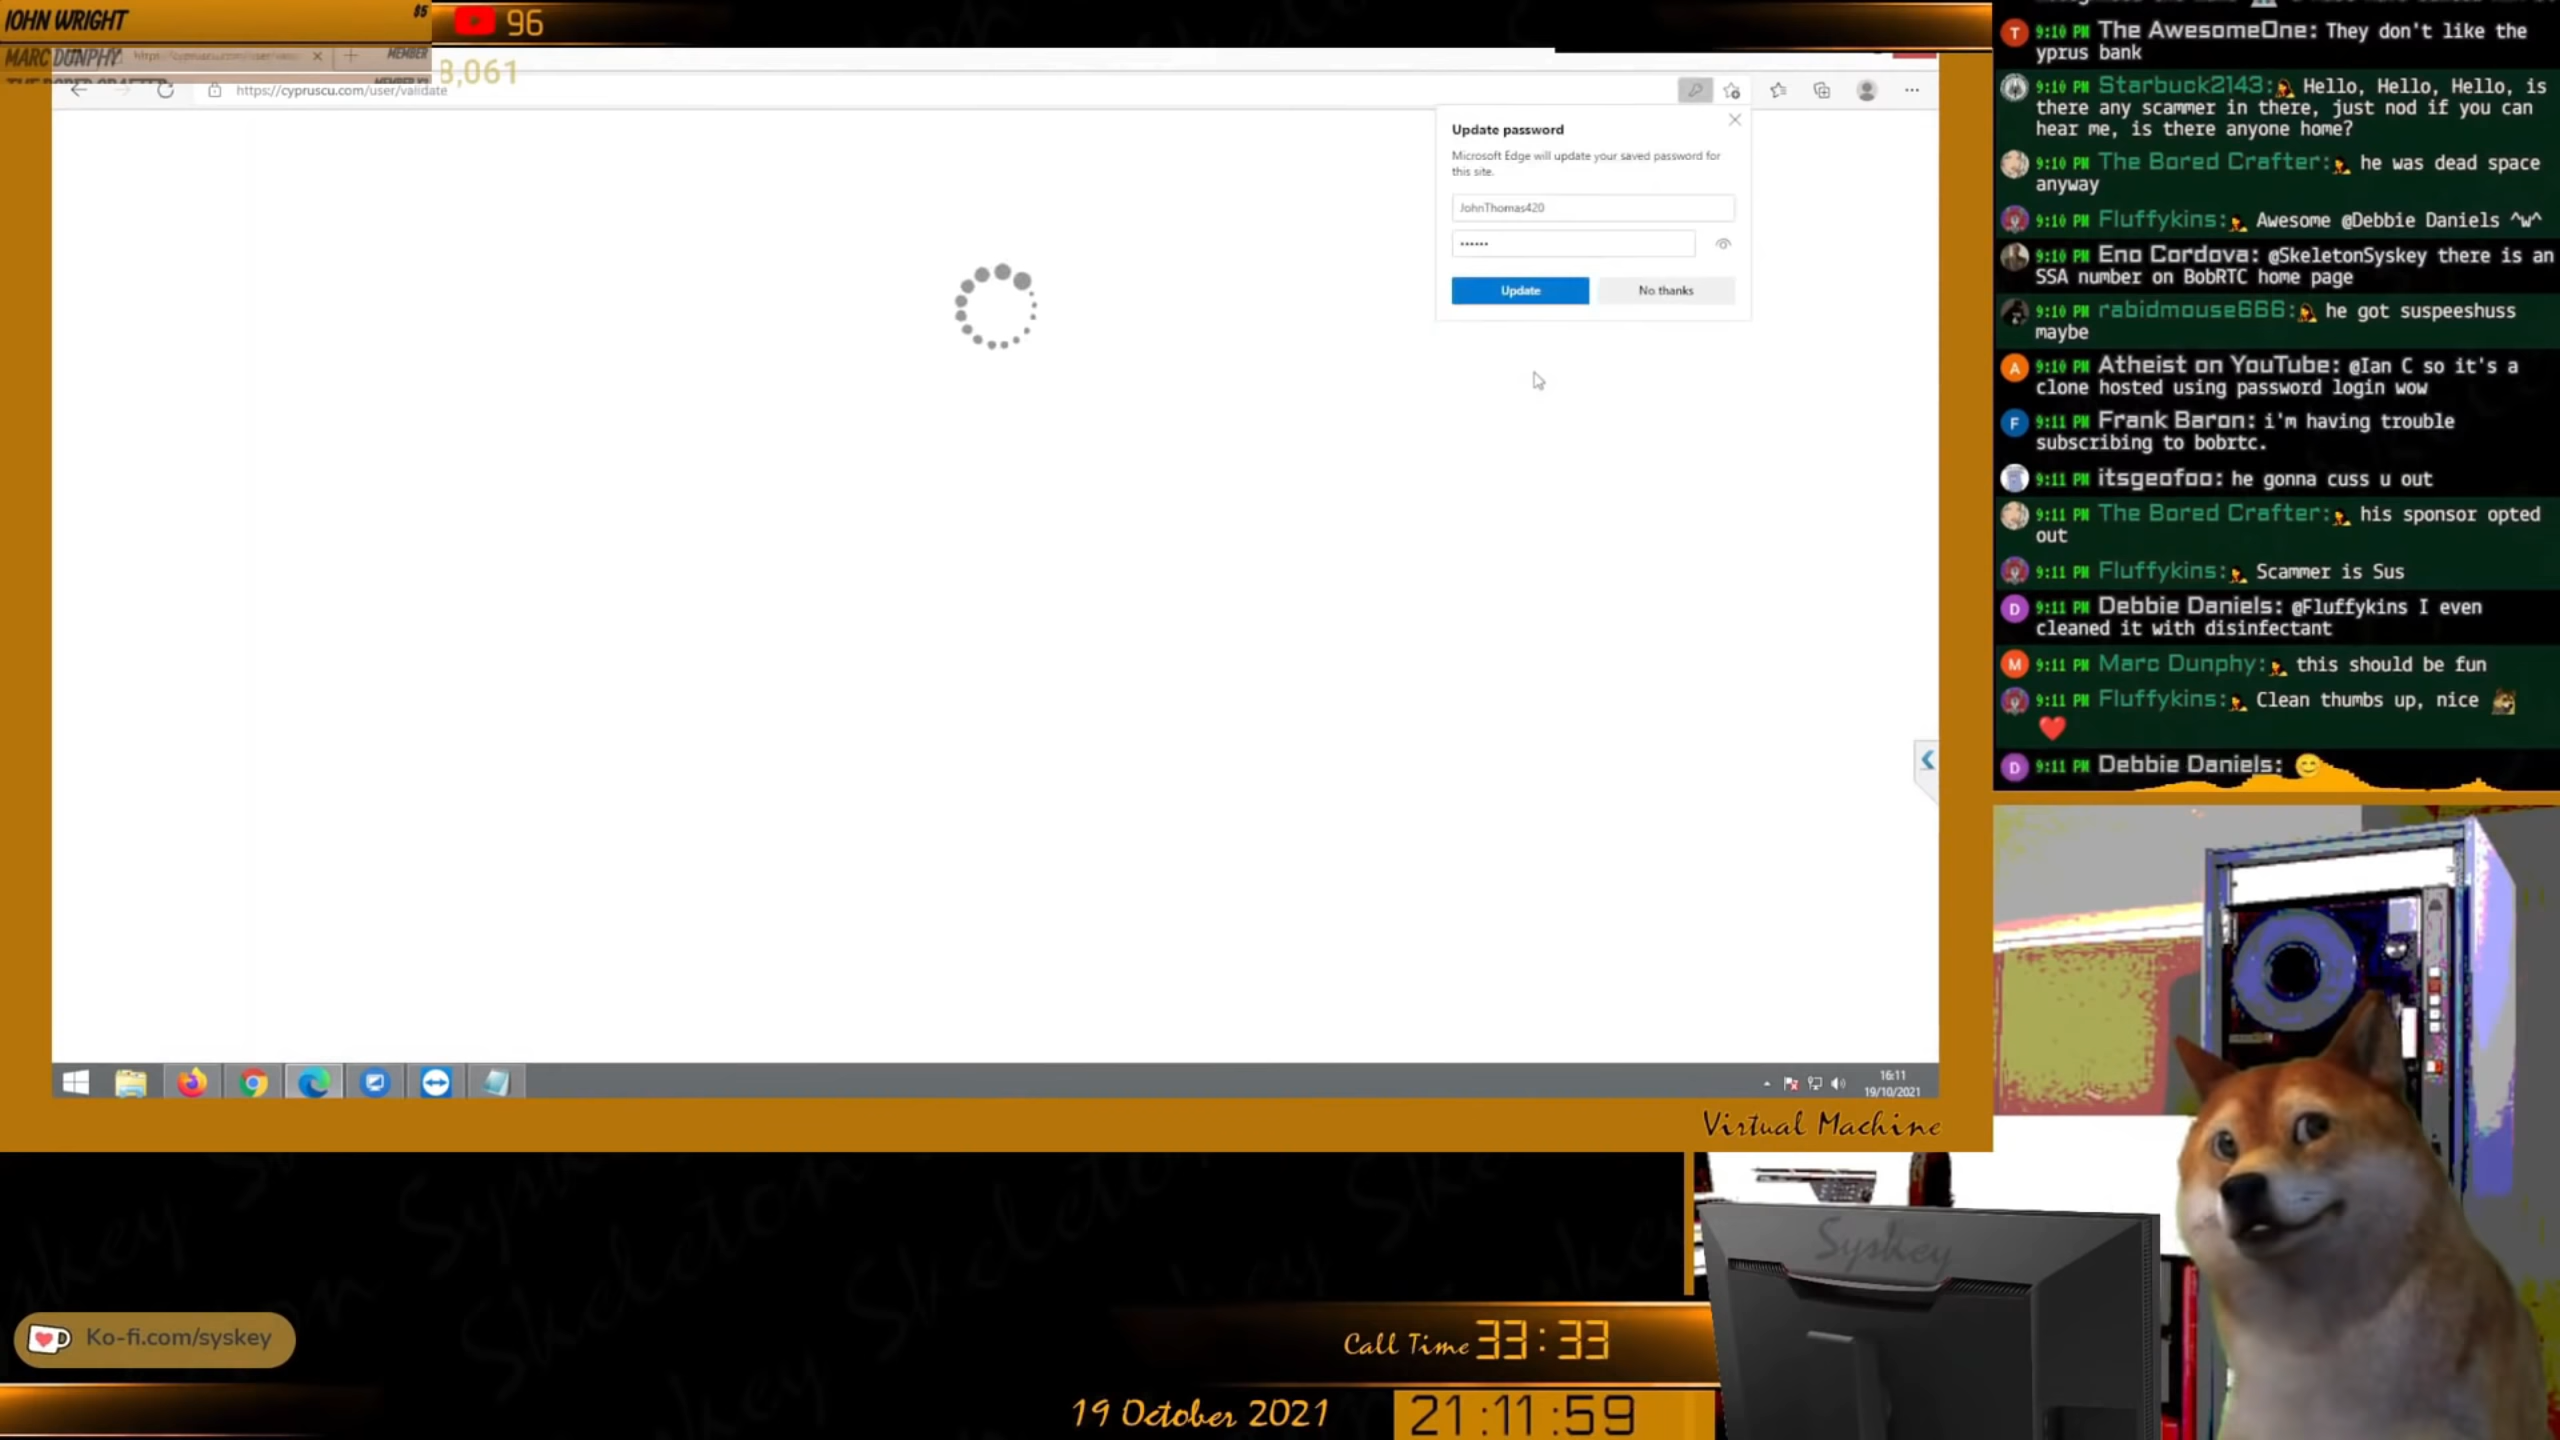 IOHN WRIGHT
$5
96
MARC DUNPHY
MEMBER
8,061
https://cypruscu.com/user/validate
Update password
Microsoft Edge will update your saved password for
this site.
JohnThomas420
••••••
Update
No thanks
16:11
19/10/2021
Virtual Machine
T 9:10 PM The AwesomeOne: They don't like the
yprus bank
9:10 PM Starbuck2143: Hello, Hello, Hello, is
there any scammer in there, just nod if you can
hear me, is there anyone home?
9:10 PM The Bored Crafter: he was dead space
anyway
9:10 PM Fluffykins: Awesome @Debbie Daniels ^w^
9:10 PM Eno Cordova: @SkeletonSyskey there is an
SSA number on BobRTC home page
9:10 PM rabidmouse666: he got suspeeshuss
maybe
A 9:10 PM Atheist on YouTube: @Ian C so it's a
clone hosted using password login wow
F 9:11 PM Frank Baron: i'm having trouble
subscribing to bobrtc.
9:11 PM itsgeofoo: he gonna cuss u out
9:11 PM The Bored Crafter: his sponsor opted
out
9:11 PM Fluffykins: Scammer is Sus
D 9:11 PM Debbie Daniels: @Fluffykins I even
cleaned it with disinfectant
M 9:11 PM Marc Dunphy: this should be fun
9:11 PM Fluffykins: Clean thumbs up, nice
❤️
D 9:11 PM Debbie Daniels: 😊
Syskey
Ko-fi.com/syskey
Call Time 33:33
19 October 2021
21:11:59